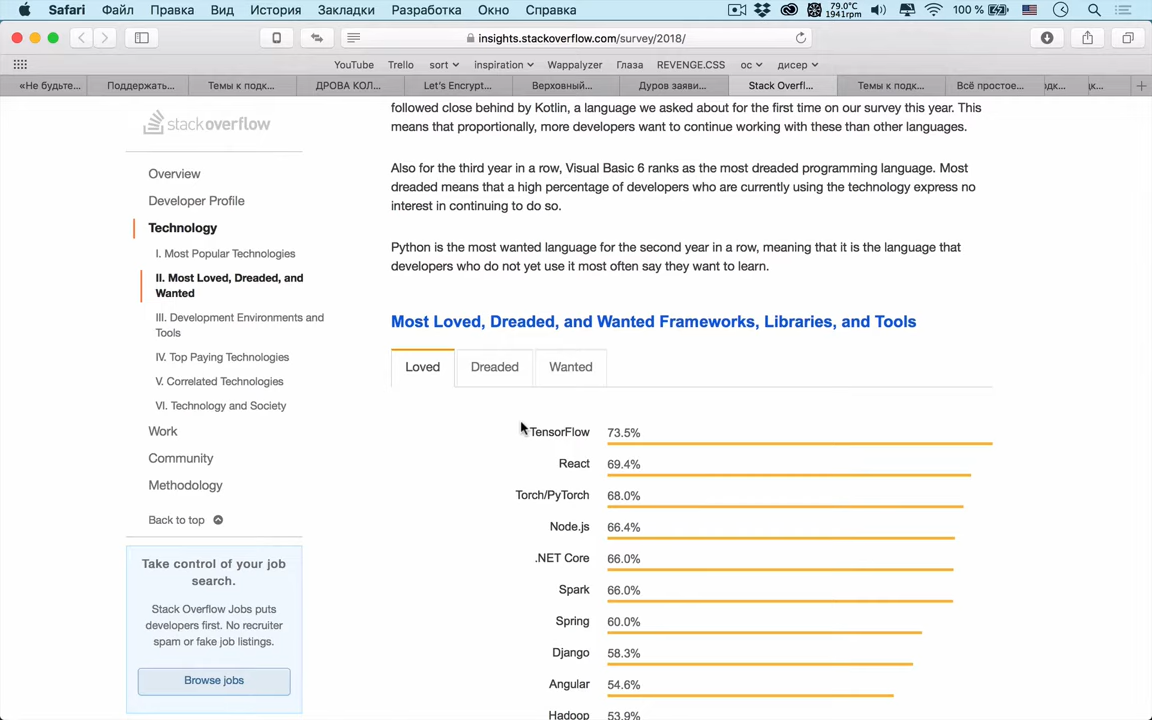 Safari Файл Правка Вид История Закладки Разработка Окно Справка 79.0°C 1941rpm 100 %
insights.stackoverflow.com/survey/2018/
YouTube Trello sort inspiration Wappalyzer Глаза REVENGE.CSS ос дисер
«Не будьте... Поддержать... Темы к подк... ДРОВА КОЛ... Let's Encrypt... Верховный... Дуров заяви... Stack Overfl... Темы к подк... Всё простое... одк... к...
stackoverflow
Overview
Developer Profile
Technology
I. Most Popular Technologies
II. Most Loved, Dreaded, and
Wanted
III. Development Environments and
Tools
IV. Top Paying Technologies
V. Correlated Technologies
VI. Technology and Society
Work
Community
Methodology
Back to top
Take control of your job
search.
Stack Overflow Jobs puts
developers first. No recruiter
spam or fake job listings.
Browse jobs
followed close behind by Kotlin, a language we asked about for the first time on our survey this year. This
means that proportionally, more developers want to continue working with these than other languages.
Also for the third year in a row, Visual Basic 6 ranks as the most dreaded programming language. Most
dreaded means that a high percentage of developers who are currently using the technology express no
interest in continuing to do so.
Python is the most wanted language for the second year in a row, meaning that it is the language that
developers who do not yet use it most often say they want to learn.
Most Loved, Dreaded, and Wanted Frameworks, Libraries, and Tools
Loved Dreaded Wanted
TensorFlow 73.5%
React 69.4%
Torch/PyTorch 68.0%
Node.js 66.4%
.NET Core 66.0%
Spark 66.0%
Spring 60.0%
Django 58.3%
Angular 54.6%
Hadoop 53.9%